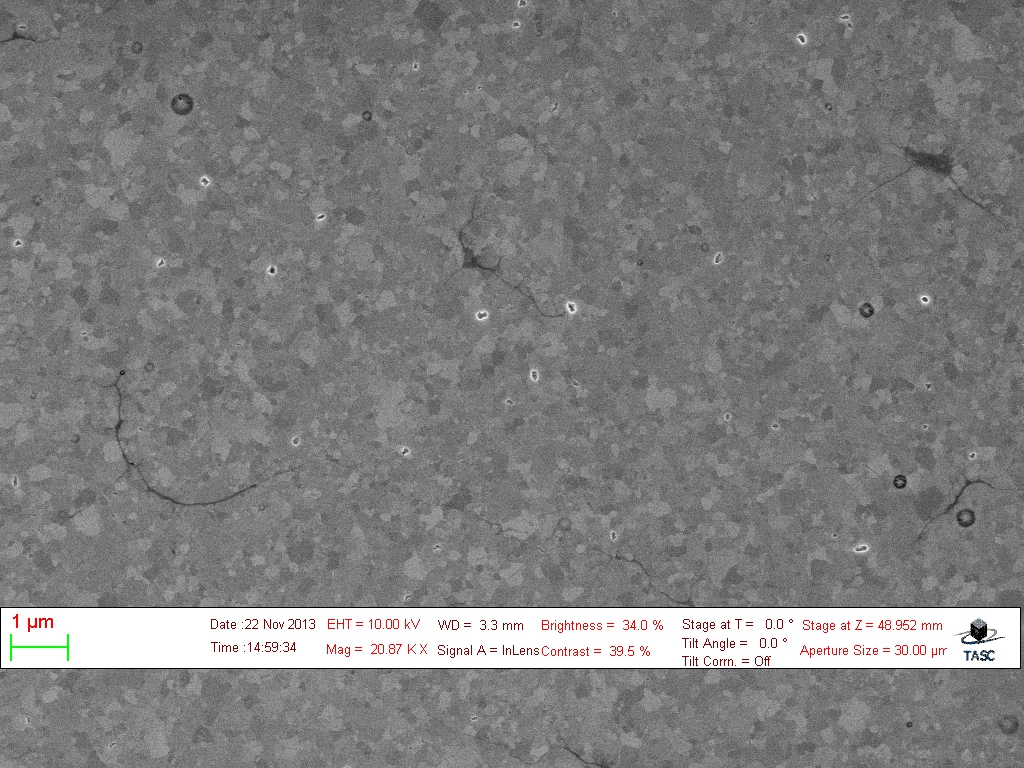 1 µm
Date :22 Nov 2013 EHT = 10.00 kV WD = 3.3 mm Brightness = 34.0 % Stage at T = 0.0 ° Stage at Z = 48.952 mm
Time :14:59:34 Mag = 20.87 K X Signal A = InLens Contrast = 39.5 % Tilt Angle = 0.0 ° Aperture Size = 30.00 µm
Tilt Corrn. = Off
TASC